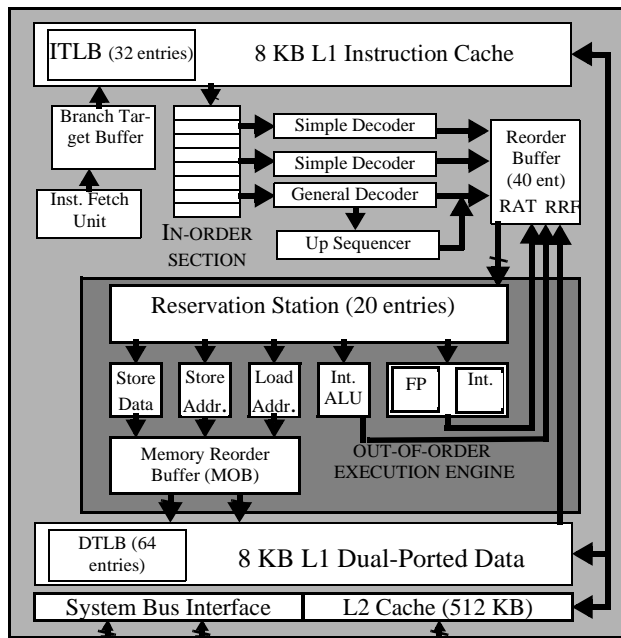 ITLB (32 entries)
8 KB L1 Instruction Cache
Branch Tar-
get Buffer
Inst. Fetch
Unit
Simple Decoder
Simple Decoder
General Decoder
Up Sequencer
IN-ORDER
SECTION
Reorder
Buffer
(40 ent)
RAT RRF
Reservation Station (20 entries)
Store
Data
Store
Addr.
Load
Addr.
Int.
ALU
FP
Int.
Memory Reorder
Buffer (MOB)
OUT-OF-ORDER
EXECUTION ENGINE
DTLB (64
entries)
8 KB L1 Dual-Ported Data
System Bus Interface
L2 Cache (512 KB)